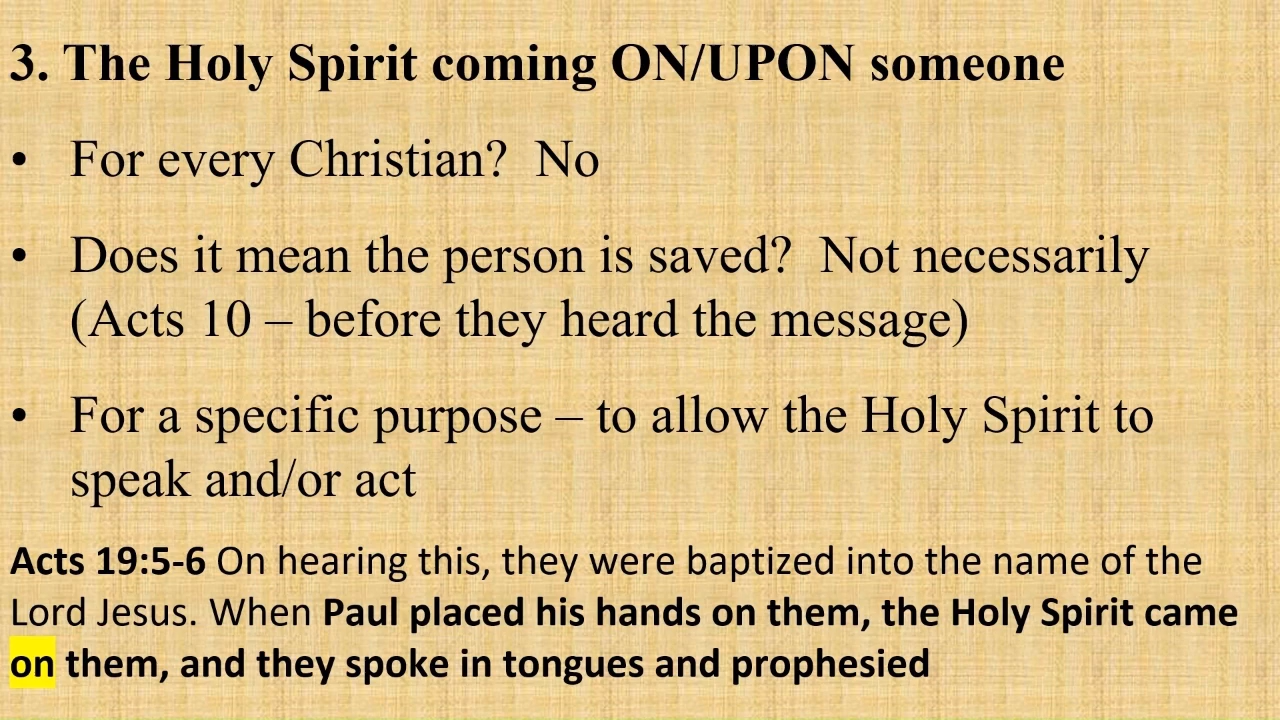 3. The Holy Spirit coming ON/UPON someone
• For every Christian?  No
• Does it mean the person is saved?  Not necessarily
(Acts 10 – before they heard the message)
• For a specific purpose – to allow the Holy Spirit to
speak and/or act
Acts 19:5-6 On hearing this, they were baptized into the name of the
Lord Jesus. When Paul placed his hands on them, the Holy Spirit came
on them, and they spoke in tongues and prophesied